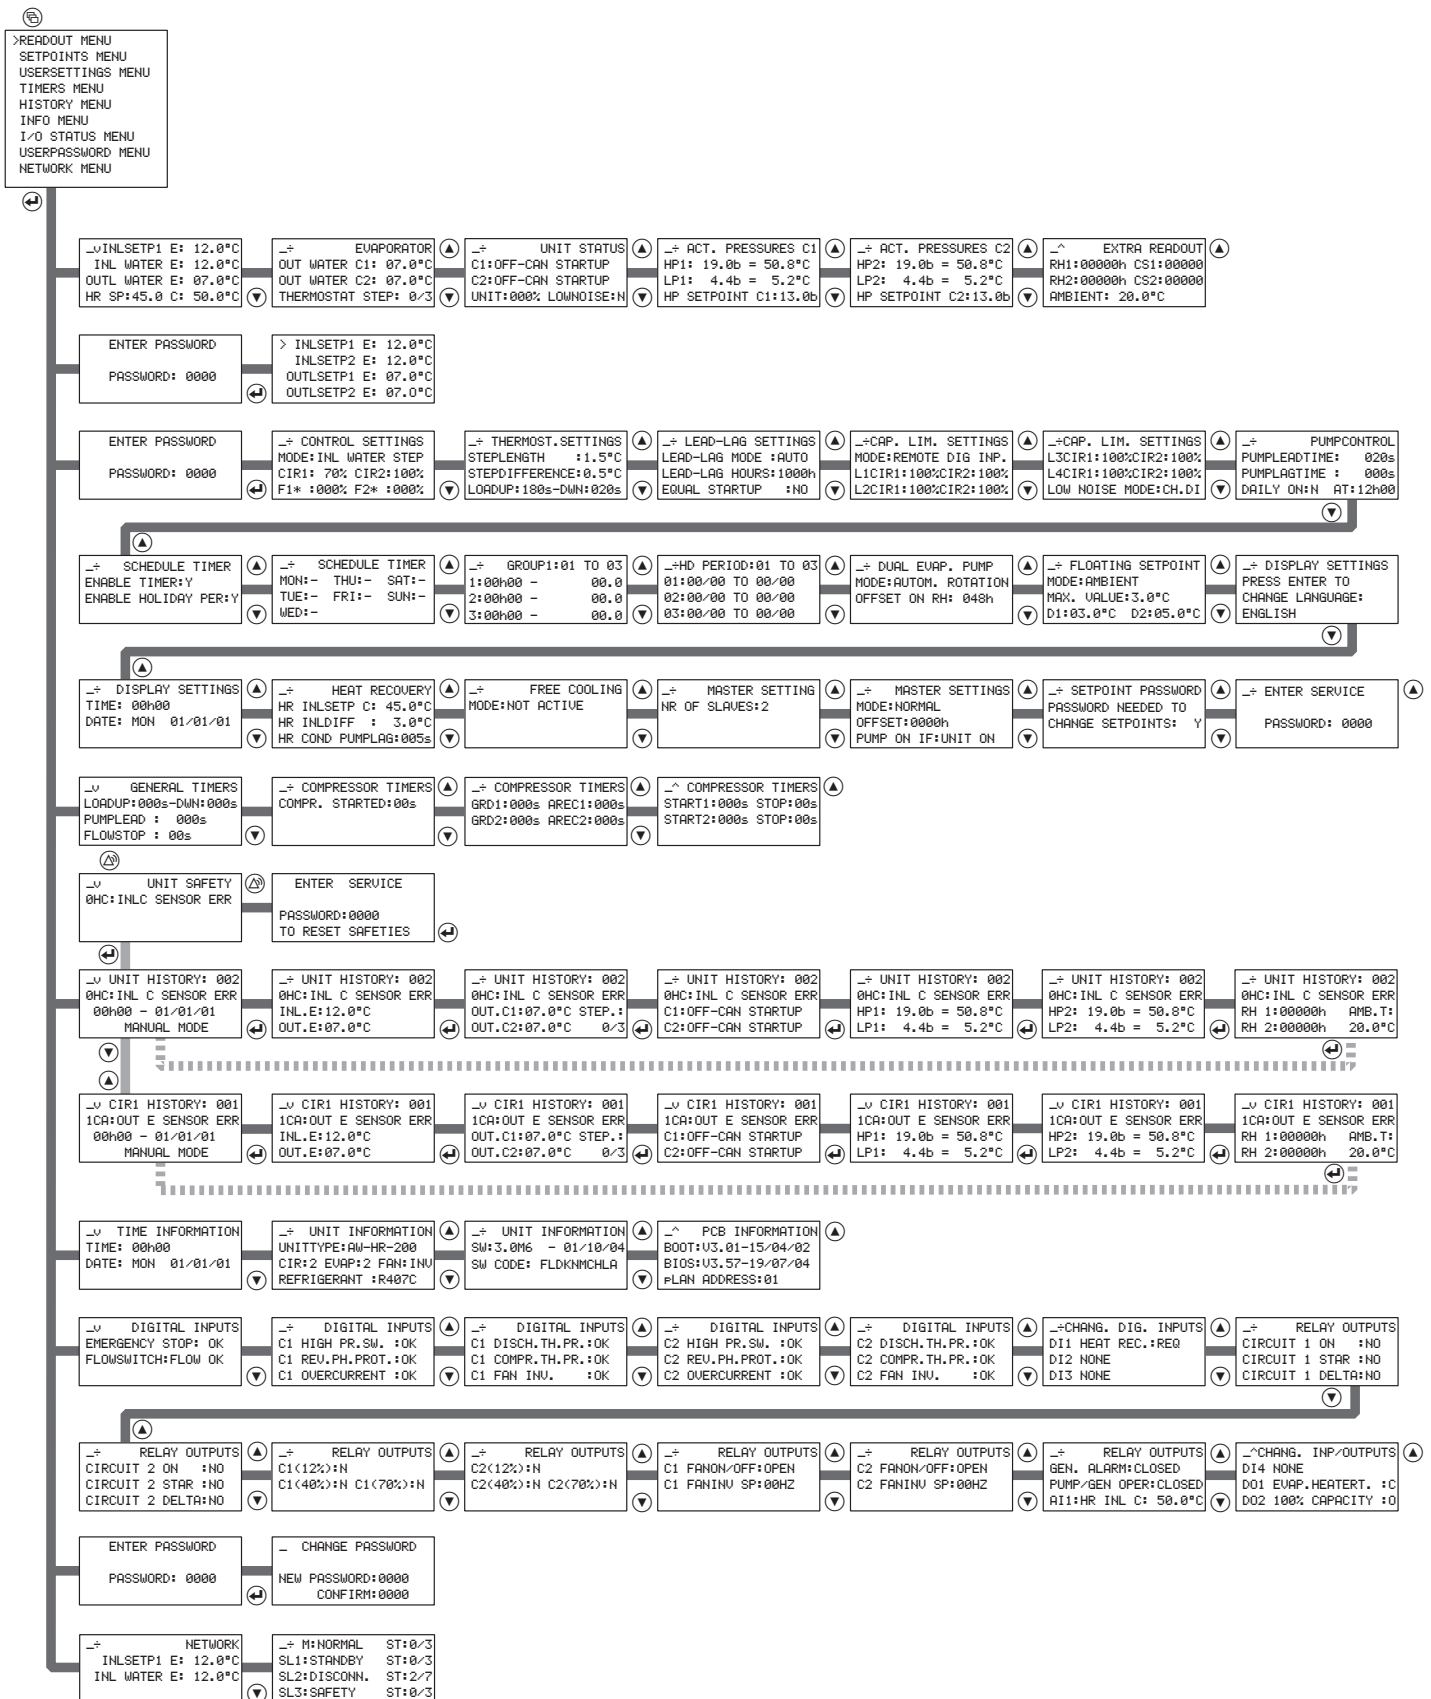 >READOUT MENU
SETPOINTS MENU
USERSETTINGS MENU
TIMERS MENU
HISTORY MENU
INFO MENU
I/O STATUS MENU
USERPASSWORD MENU
NETWORK MENU
_vINLSETP1 E: 12.0°C
INL WATER E: 12.0°C
OUTL WATER E: 07.0°C
HR SP:45.0 C: 50.0°C
_÷ EVAPORATOR
OUT WATER C1: 07.0°C
OUT WATER C2: 07.0°C
THERMOSTAT STEP: 0/3
_÷ UNIT STATUS
C1:OFF-CAN STARTUP
C2:OFF-CAN STARTUP
UNIT:000% LOWNOISE:N
_÷ ACT. PRESSURES C1
HP1: 19.0b = 50.8°C
LP1: 4.4b = 5.2°C
HP SETPOINT C1:13.0b
_÷ ACT. PRESSURES C2
HP2: 19.0b = 50.8°C
LP2: 4.4b = 5.2°C
HP SETPOINT C2:13.0b
_^ EXTRA READOUT
RH1:00000h CS1:00000
RH2:00000h CS2:00000
AMBIENT: 20.0°C
ENTER PASSWORD
PASSWORD: 0000
> INLSETP1 E: 12.0°C
INLSETP2 E: 12.0°C
OUTLSETP1 E: 07.0°C
OUTLSETP2 E: 07.0°C
ENTER PASSWORD
PASSWORD: 0000
_÷ CONTROL SETTINGS
MODE:INL WATER STEP
CIR1: 70% CIR2:100%
F1* :000% F2* :000%
_÷ THERMOST.SETTINGS
STEPLENGTH :1.5°C
STEPDIFFERENCE:0.5°C
LOADUP:180s-DWN:020s
_÷ LEAD-LAG SETTINGS
LEAD-LAG MODE :AUTO
LEAD-LAG HOURS:1000h
EQUAL STARTUP :NO
_÷CAP. LIM. SETTINGS
MODE:REMOTE DIG INP.
L1CIR1:100%CIR2:100%
L2CIR1:100%CIR2:100%
_÷CAP. LIM. SETTINGS
L3CIR1:100%CIR2:100%
L4CIR1:100%CIR2:100%
LOW NOISE MODE:CH.DI
_÷ PUMPCONTROL
PUMPLEADTIME: 020s
PUMPLAGTIME : 000s
DAILY ON:N AT:12h00
_÷ SCHEDULE TIMER
ENABLE TIMER:Y
ENABLE HOLIDAY PER:Y
_÷ SCHEDULE TIMER
MON:- THU:- SAT:-
TUE:- FRI:- SUN:-
WED:-
_÷ GROUP1:01 TO 03
1:00h00 - 00.0
2:00h00 - 00.0
3:00h00 - 00.0
_÷HD PERIOD:01 TO 03
01:00/00 TO 00/00
02:00/00 TO 00/00
03:00/00 TO 00/00
_÷ DUAL EVAP. PUMP
MODE:AUTOM. ROTATION
OFFSET ON RH: 048h
_÷ FLOATING SETPOINT
MODE:AMBIENT
MAX. VALUE:3.0°C
D1:03.0°C D2:05.0°C
_÷ DISPLAY SETTINGS
PRESS ENTER TO
CHANGE LANGUAGE:
ENGLISH
_÷ DISPLAY SETTINGS
TIME: 00h00
DATE: MON 01/01/01
_÷ HEAT RECOVERY
HR INLSETP C: 45.0°C
HR INLDIFF : 3.0°C
HR COND PUMPLAG:005s
_÷ FREE COOLING
MODE:NOT ACTIVE
_÷ MASTER SETTING
NR OF SLAVES:2
_÷ MASTER SETTINGS
MODE:NORMAL
OFFSET:0000h
PUMP ON IF:UNIT ON
_÷ SETPOINT PASSWORD
PASSWORD NEEDED TO
CHANGE SETPOINTS: Y
_÷ ENTER SERVICE
PASSWORD: 0000
_v GENERAL TIMERS
LOADUP:000s-DWN:000s
PUMPLEAD : 000s
FLOWSTOP : 00s
_÷ COMPRESSOR TIMERS
COMPR. STARTED:00s
_÷ COMPRESSOR TIMERS
GRD1:000s AREC1:000s
GRD2:000s AREC2:000s
_^ COMPRESSOR TIMERS
START1:000s STOP:00s
START2:000s STOP:00s
_v UNIT SAFETY
0HC:INLC SENSOR ERR
ENTER SERVICE
PASSWORD:0000
TO RESET SAFETIES
_v UNIT HISTORY: 002
0HC:INL C SENSOR ERR
00h00 - 01/01/01
MANUAL MODE
_÷ UNIT HISTORY: 002
0HC:INL C SENSOR ERR
INL.E:12.0°C
OUT.E:07.0°C
_÷ UNIT HISTORY: 002
0HC:INL C SENSOR ERR
OUT.C1:07.0°C STEP.:
OUT.C2:07.0°C 0/3
_÷ UNIT HISTORY: 002
0HC:INL C SENSOR ERR
C1:OFF-CAN STARTUP
C2:OFF-CAN STARTUP
_÷ UNIT HISTORY: 002
0HC:INL C SENSOR ERR
HP1: 19.0b = 50.8°C
LP1: 4.4b = 5.2°C
_÷ UNIT HISTORY: 002
0HC:INL C SENSOR ERR
HP2: 19.0b = 50.8°C
LP2: 4.4b = 5.2°C
_÷ UNIT HISTORY: 002
0HC:INL C SENSOR ERR
RH 1:00000h AMB.T:
RH 2:00000h 20.0°C
_v CIR1 HISTORY: 001
1CA:OUT E SENSOR ERR
00h00 - 01/01/01
MANUAL MODE
_v CIR1 HISTORY: 001
1CA:OUT E SENSOR ERR
INL.E:12.0°C
OUT.E:07.0°C
_v CIR1 HISTORY: 001
1CA:OUT E SENSOR ERR
OUT.C1:07.0°C STEP.:
OUT.C2:07.0°C 0/3
_v CIR1 HISTORY: 001
1CA:OUT E SENSOR ERR
C1:OFF-CAN STARTUP
C2:OFF-CAN STARTUP
_v CIR1 HISTORY: 001
1CA:OUT E SENSOR ERR
HP1: 19.0b = 50.8°C
LP1: 4.4b = 5.2°C
_v CIR1 HISTORY: 001
1CA:OUT E SENSOR ERR
HP2: 19.0b = 50.8°C
LP2: 4.4b = 5.2°C
_v CIR1 HISTORY: 001
1CA:OUT E SENSOR ERR
RH 1:00000h AMB.T:
RH 2:00000h 20.0°C
_v TIME INFORMATION
TIME: 00h00
DATE: MON 01/01/01
_÷ UNIT INFORMATION
UNITTYPE:AW-HR-200
CIR:2 EVAP:2 FAN:INV
REFRIGERANT :R407C
_÷ UNIT INFORMATION
SW:3.0M6 - 01/10/04
SW CODE: FLDKNMCHLA
_^ PCB INFORMATION
BOOT:V3.01-15/04/02
BIOS:V3.57-19/07/04
pLAN ADDRESS:01
_v DIGITAL INPUTS
EMERGENCY STOP: OK
FLOWSWITCH:FLOW OK
_÷ DIGITAL INPUTS
C1 HIGH PR.SW. :OK
C1 REV.PH.PROT.:OK
C1 OVERCURRENT :OK
_÷ DIGITAL INPUTS
C1 DISCH.TH.PR.:OK
C1 COMPR.TH.PR.:OK
C1 FAN INV. :OK
_÷ DIGITAL INPUTS
C2 HIGH PR.SW. :OK
C2 REV.PH.PROT.:OK
C2 OVERCURRENT :OK
_÷ DIGITAL INPUTS
C2 DISCH.TH.PR.:OK
C2 COMPR.TH.PR.:OK
C2 FAN INV. :OK
_÷CHANG. DIG. INPUTS
DI1 HEAT REC.:REQ
DI2 NONE
DI3 NONE
_÷ RELAY OUTPUTS
CIRCUIT 1 ON :NO
CIRCUIT 1 STAR :NO
CIRCUIT 1 DELTA:NO
_÷ RELAY OUTPUTS
CIRCUIT 2 ON :NO
CIRCUIT 2 STAR :NO
CIRCUIT 2 DELTA:NO
_÷ RELAY OUTPUTS
C1(12%):N
C1(40%):N C1(70%):N
_÷ RELAY OUTPUTS
C2(12%):N
C2(40%):N C2(70%):N
_÷ RELAY OUTPUTS
C1 FANON/OFF:OPEN
C1 FANINV SP:00HZ
_÷ RELAY OUTPUTS
C2 FANON/OFF:OPEN
C2 FANINV SP:00HZ
_÷ RELAY OUTPUTS
GEN. ALARM:CLOSED
PUMP/GEN OPER:CLOSED
AI1:HR INL C: 50.0°C
_^CHANG. INP/OUTPUTS
DI4 NONE
DO1 EVAP.HEATERT. :C
DO2 100% CAPACITY :O
ENTER PASSWORD
PASSWORD: 0000
_ CHANGE PASSWORD
NEW PASSWORD:0000
CONFIRM:0000
_÷ NETWORK
INLSETP1 E: 12.0°C
INL WATER E: 12.0°C
_÷ M:NORMAL ST:0/3
SL1:STANDBY ST:0/3
SL2:DISCONN. ST:2/7
SL3:SAFETY ST:0/3